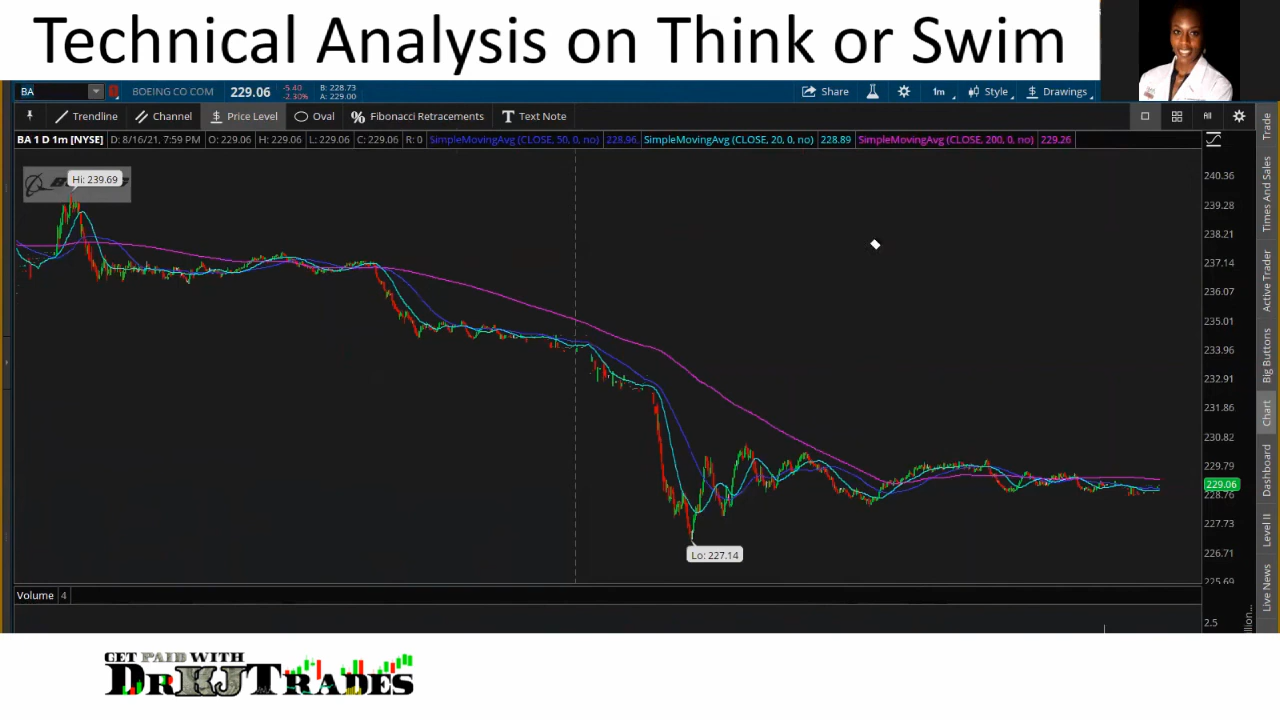 Technical Analysis on Think or Swim
BA BOEING CO COM 229.06 -5.40 -2.30% B: 228.73 A: 229.00 Share 1m Style Drawings
Trendline Channel Price Level Oval Fibonacci Retracements T Text Note
BA 1 D 1m [NYSE] D: 8/16/21, 7:59 PM O: 229.06 H: 229.06 L: 229.06 C: 229.06 R: 0 SimpleMovingAvg (CLOSE, 50, 0, no) 228.96 SimpleMovingAvg (CLOSE, 20, 0, no) 228.89 SimpleMovingAvg (CLOSE, 200, 0, no) 229.26
Hi: 239.69
240.36
239.28
238.21
237.14
236.07
235.01
233.96
232.91
231.86
230.82
229.79
229.06
228.76
227.73
226.71
225.69
Lo: 227.14
Volume 4
2.5
Trade
Times And Sales
Active Trader
Big Buttons
Chart
Dashboard
Level II
Live News
GET PAID WITH
DRKJTRADES